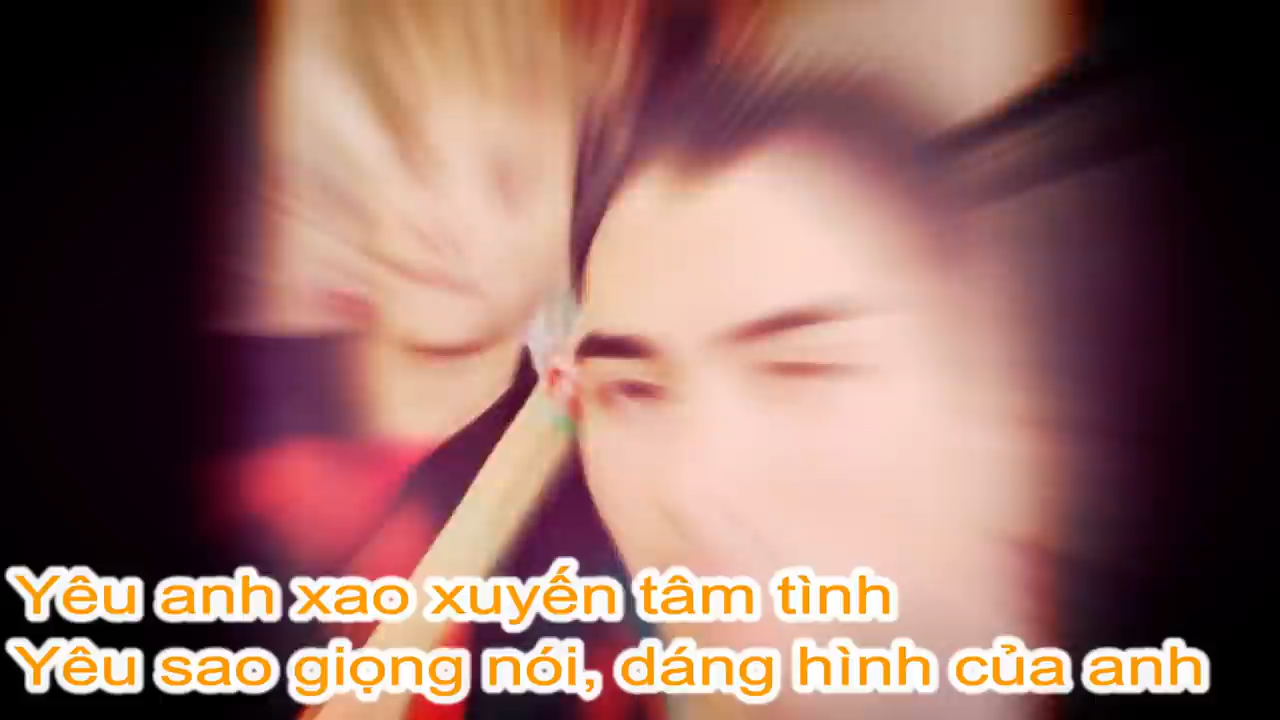 Yêu anh xao xuyến tâm tình
Yêu sao giọng nói, dáng hình của anh